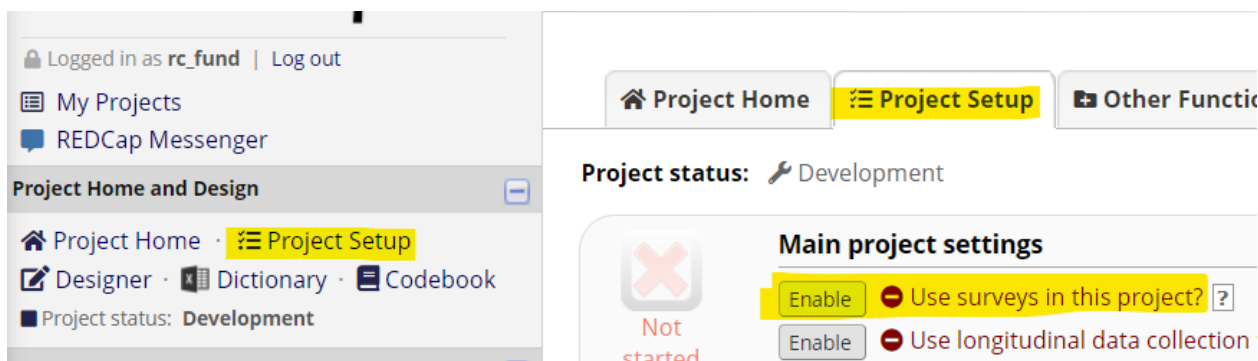 Logged in as rc_fund | Log out
My Projects
REDCap Messenger
Project Home and Design
Project Home · Project Setup
Designer · Dictionary · Codebook
Project status: Development
Project Home
Project Setup
Other Functio
Project status: Development
Not
started
Main project settings
Enable Use surveys in this project? ?
Enable Use longitudinal data collection